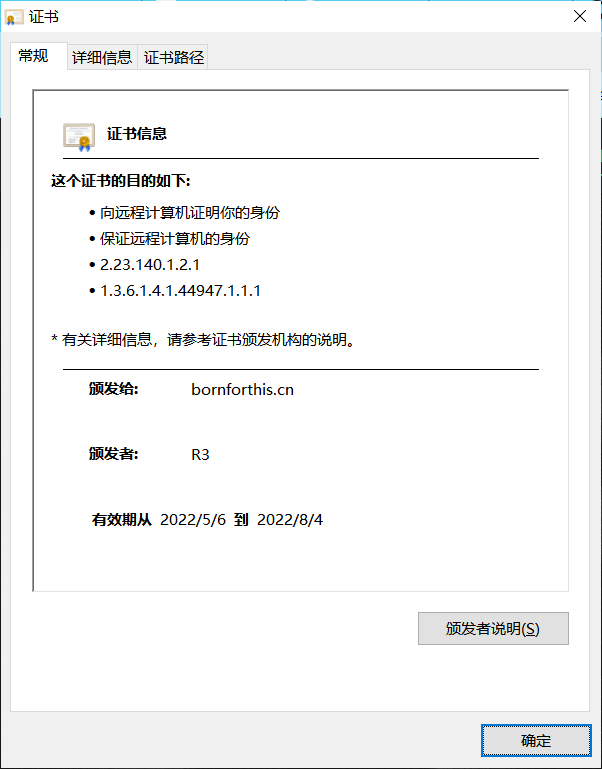 证书
常规 详细信息 证书路径
证书信息
这个证书的目的如下:
• 向远程计算机证明你的身份
• 保证远程计算机的身份
• 2.23.140.1.2.1
• 1.3.6.1.4.1.44947.1.1.1
* 有关详细信息，请参考证书颁发机构的说明。
颁发给: bornforthis.cn
颁发者: R3
有效期从 2022/5/6 到 2022/8/4
颁发者说明(S)
确定